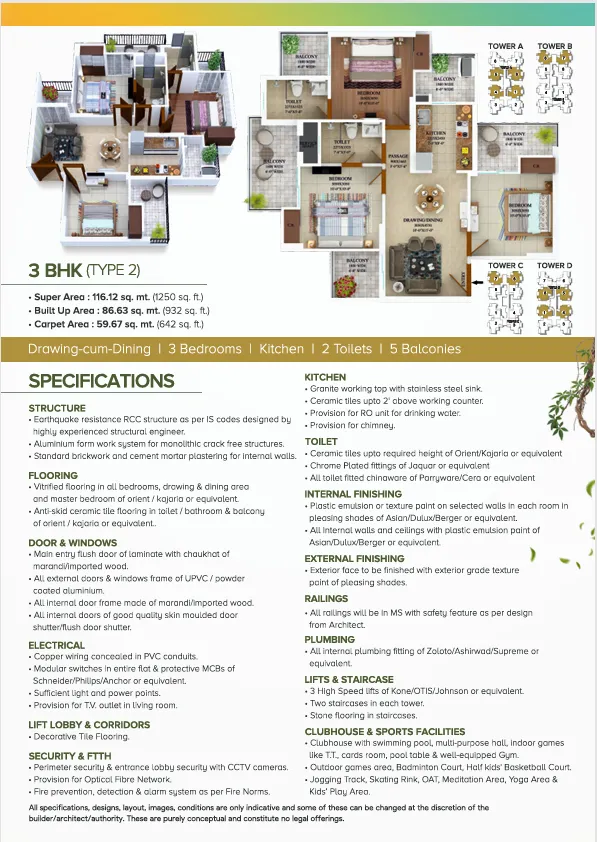 TOWER A
TOWER B
BALCONY
BALCONY
C.B.
BEDROOM
TOILET
TOILET
KITCHEN
BALCONY
BALCONY
PASSAGE
BEDROOM
C.B.
C.B.
BEDROOM
DRAWING/DINING
BALCONY
ENTRY
TOWER C
TOWER D
3 BHK (TYPE 2)
• Super Area : 116.12 sq. mt. (1250 sq. ft.)
• Built Up Area : 86.63 sq. mt. (932 sq. ft.)
• Carpet Area : 59.67 sq. mt. (642 sq. ft.)
Drawing-cum-Dining | 3 Bedrooms | Kitchen | 2 Toilets | 5 Balconies
SPECIFICATIONS
STRUCTURE
• Earthquake resistance RCC structure as per IS codes designed by
highly experienced structural engineer.
• Aluminium form work system for monolithic crack free structures.
• Standard brickwork and cement mortar plastering for internal walls.
FLOORING
• Vitrified flooring in all bedrooms, drawing & dining area
and master bedroom of orient / kajaria or equivalent.
• Anti-skid ceramic tile flooring in toilet / bathroom & balcony
of orient / kajaria or equivalent..
DOOR & WINDOWS
• Main entry flush door of laminate with chaukhat of
marandi/imported wood.
• All external doors & windows frame of UPVC / powder
coated aluminium.
• All internal door frame made of marandi/imported wood.
• All internal doors of good quality skin moulded door
shutter/flush door shutter.
ELECTRICAL
• Copper wiring concealed in PVC conduits.
• Modular switches in entire flat & protective MCBs of
Schneider/Philips/Anchor or equivalent.
• Sufficient light and power points.
• Provision for T.V. outlet in living room.
LIFT LOBBY & CORRIDORS
• Decorative Tile Flooring.
SECURITY & FTTH
• Perimeter security & entrance lobby security with CCTV cameras.
• Provision for Optical Fibre Network.
• Fire prevention, detection & alarm system as per Fire Norms.
KITCHEN
• Granite working top with stainless steel sink.
• Ceramic tiles upto 2' above working counter.
• Provision for RO unit for drinking water.
• Provision for chimney.
TOILET
• Ceramic tiles upto required height of Orient/Kajaria or equivalent
• Chrome Plated fittings of Jaquar or equivalent
• All toilet fitted chinaware of Parryware/Cera or equivalent
INTERNAL FINISHING
• Plastic emulsion or texture paint on selected walls in each room in
pleasing shades of Asian/Dulux/Berger or equivalent.
• All Internal walls and ceilings with plastic emulsion paint of
Asian/Dulux/Berger or equivalent.
EXTERNAL FINISHING
• Exterior face to be finished with exterior grade texture
paint of pleasing shades.
RAILINGS
• All railings will be in MS with safety feature as per design
from Architect.
PLUMBING
• All internal plumbing fitting of Zoloto/Ashirwad/Supreme or
equivalent.
LIFTS & STAIRCASE
• 3 High Speed lifts of Kone/OTIS/Johnson or equivalent.
• Two staircases in each tower.
• Stone flooring in staircases.
CLUBHOUSE & SPORTS FACILITIES
• Clubhouse with swimming pool, multi-purpose hall, indoor games
like T.T., cards room, pool table & well-equipped Gym.
• Outdoor games area, Badminton Court, Half kids' Basketball Court.
• Jogging Track, Skating Rink, OAT, Meditation Area, Yoga Area &
Kids' Play Area.
All specifications, designs, layout, images, conditions are only indicative and some of these can be changed at the discretion of the
builder/architect/authority. These are purely conceptual and constitute no legal offerings.